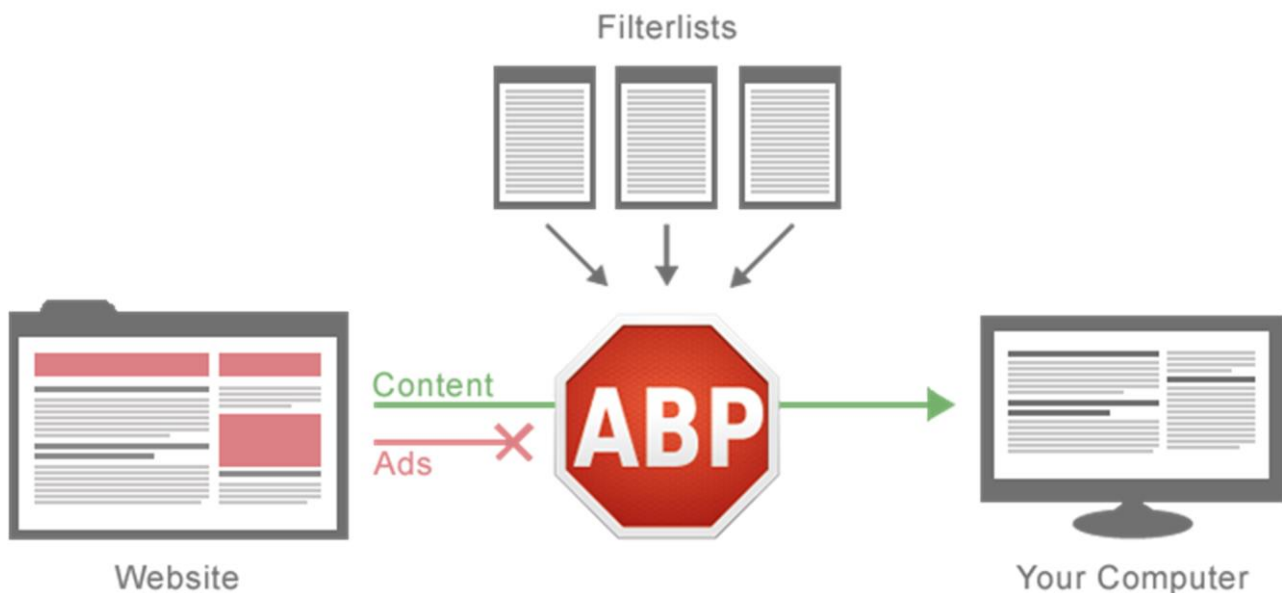 Filterlists
Content
Ads
ABP
Website
Your Computer